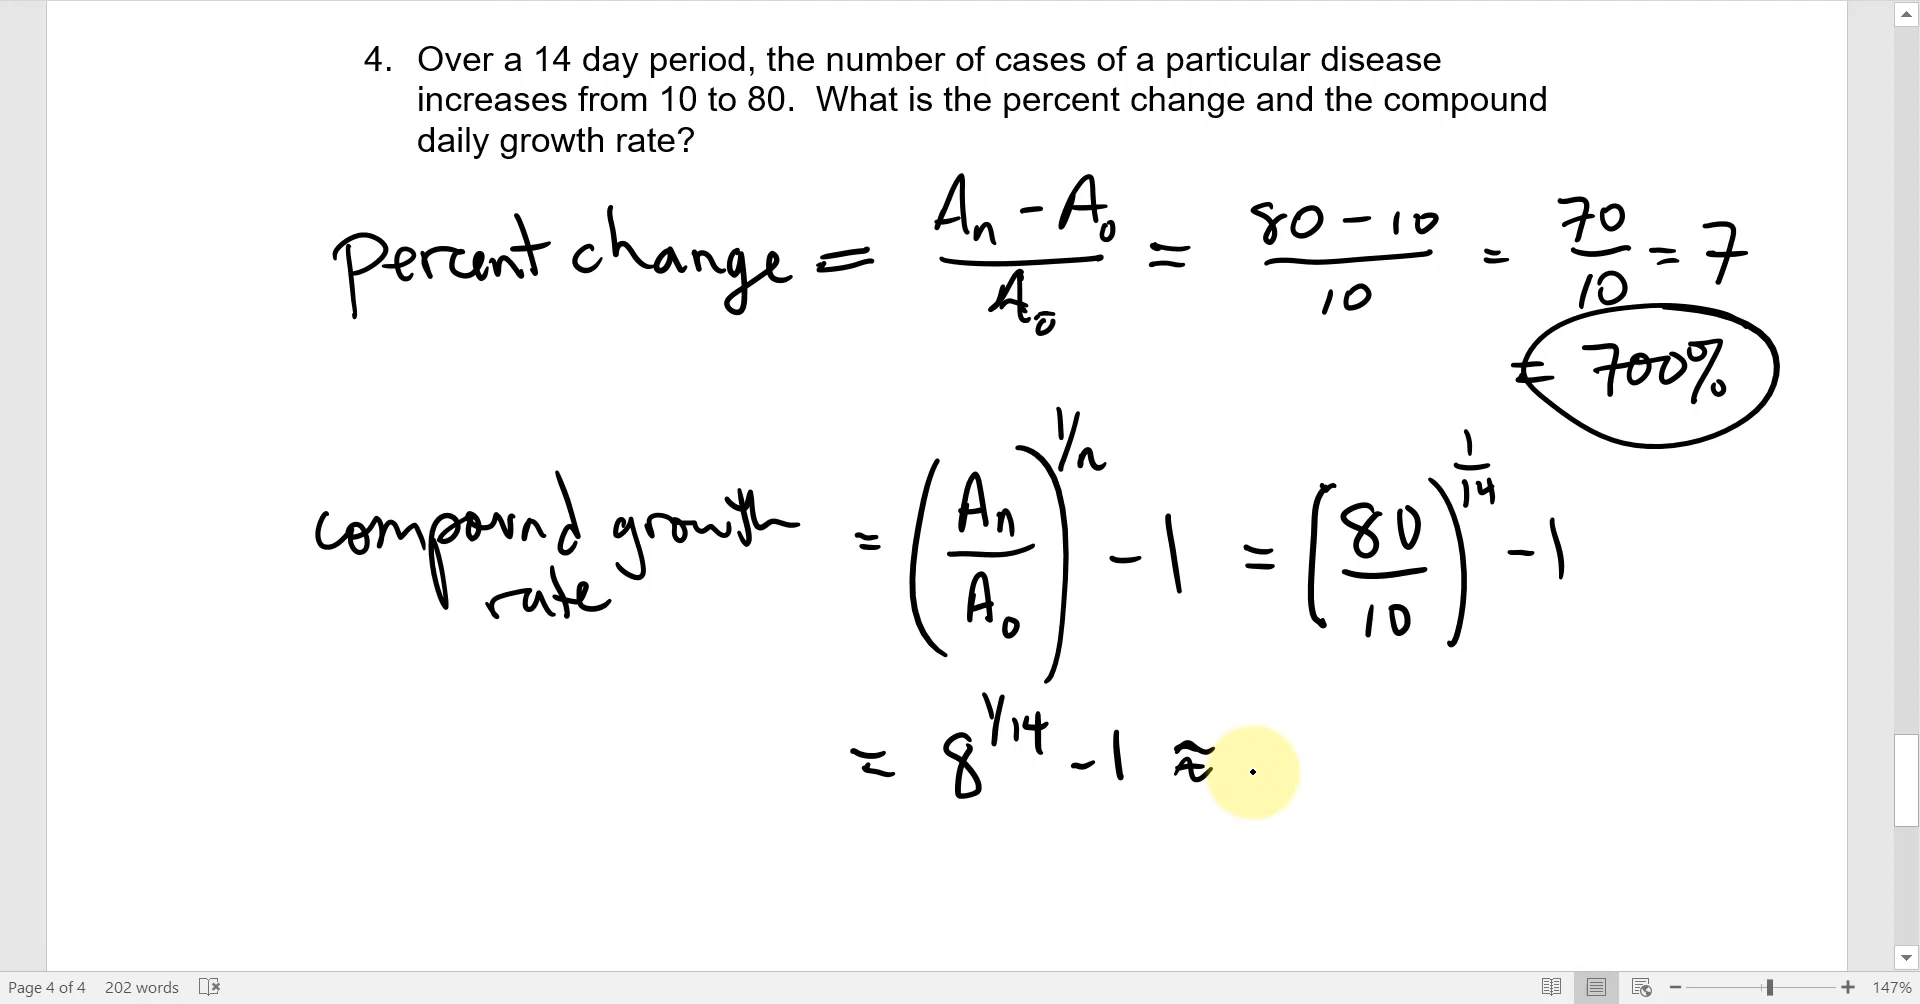 4. Over a 14 day period, the number of cases of a particular disease
increases from 10 to 80. What is the percent change and the compound
daily growth rate?
percent change = (An - A0)/A0 = (80 - 10)/10 = 70/10 = 7
= 700%
compound growth rate = (An/A0)^1/n - 1 = (80/10)^1/14 - 1
= 8^1/14 - 1 ≈
Page 4 of 4 202 words 147%